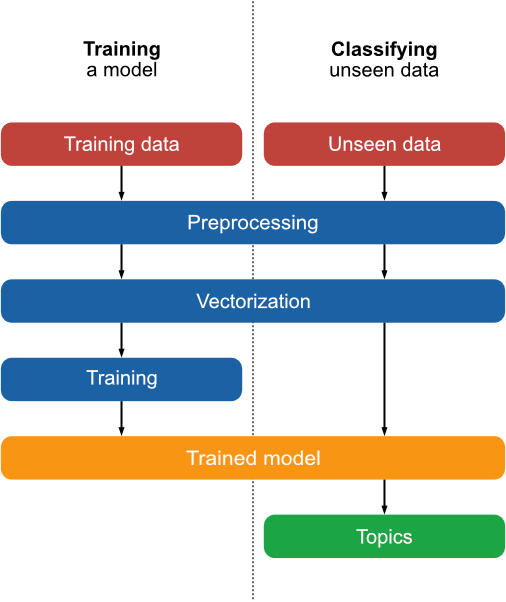 Training
a model
Classifying
unseen data
Training data
Unseen data
Preprocessing
Vectorization
Training
Trained model
Topics